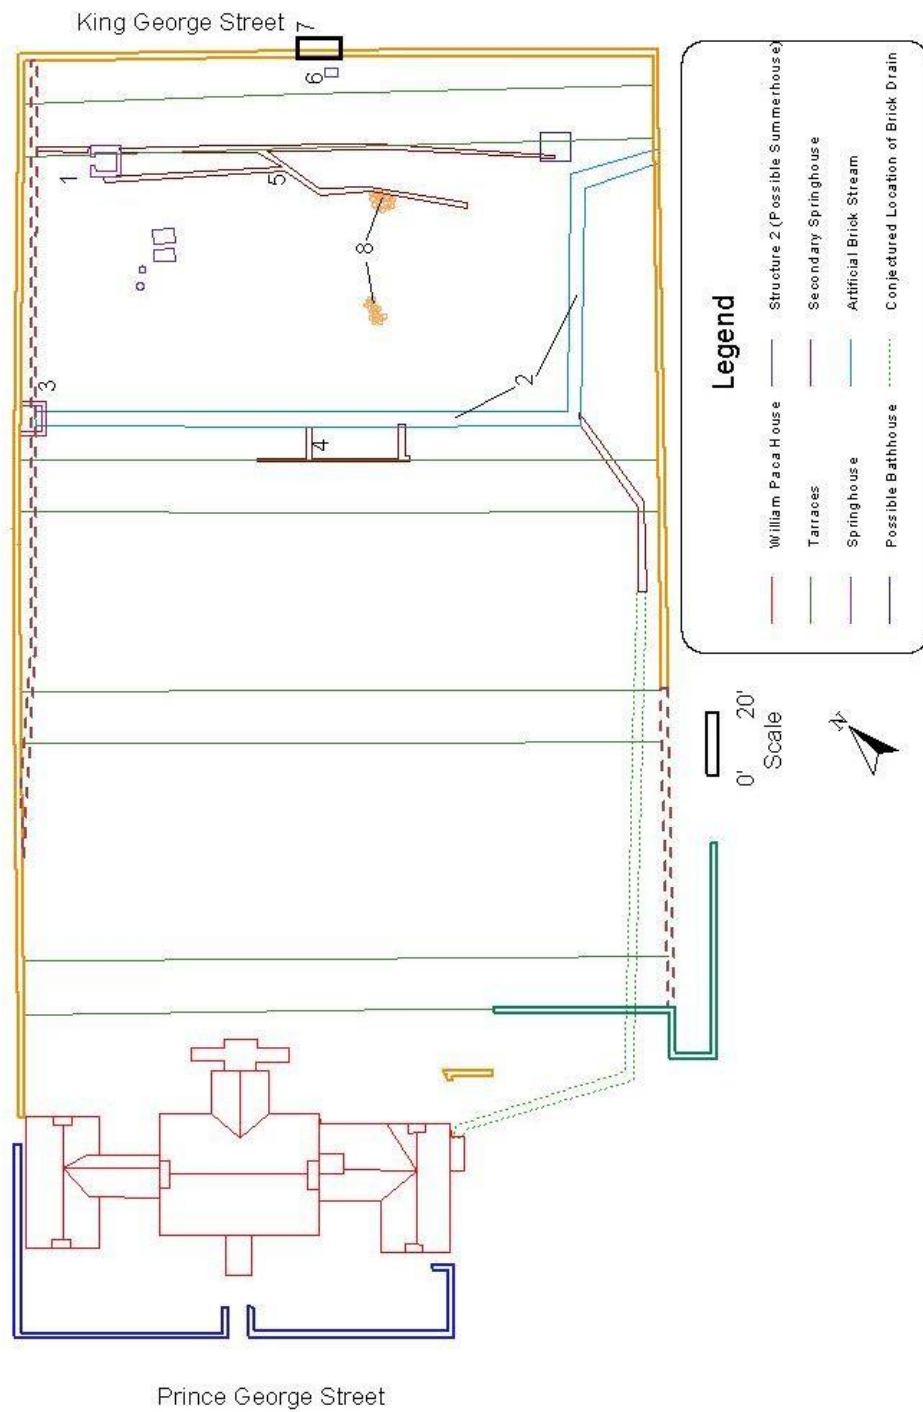 King George Street
7
6
1
5
8
3
2
4
Legend
William Paca House
Tarraces
Springhouse
Possible Bathhouse
Structure 2 (Possible Summerhouse)
Secondary Springhouse
Artificial Brick Stream
Conjectured Location of Brick Drain
0' 20'
Scale
N
Prince George Street